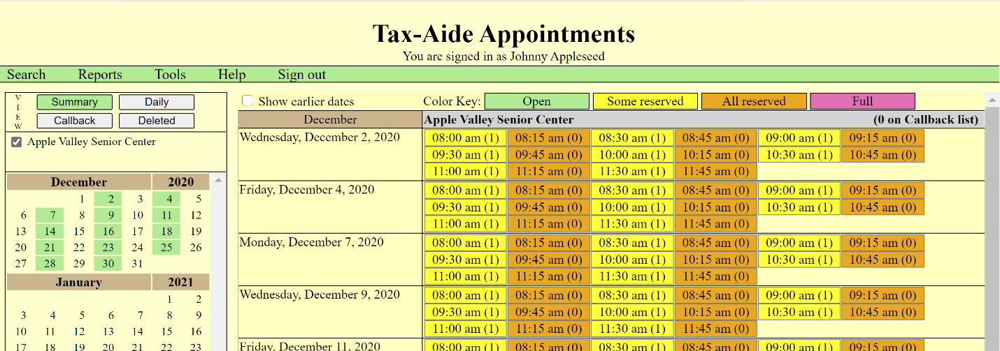 Tax-Aide Appointments
You are signed in as Johnny Appleseed
Search Reports Tools Help Sign out
VIEW
Summary Daily
Callback Deleted
Apple Valley Senior Center
December 2020
1 2 3 4 5
6 7 8 9 10 11 12
13 14 15 16 17 18 19
20 21 22 23 24 25 26
27 28 29 30 31
January 2021
1 2
3 4 5 6 7 8 9
10 11 12 13 14 15 16
17 18 19 20 21 22 23
Show earlier dates Color Key: Open Some reserved All reserved Full
December Apple Valley Senior Center (0 on Callback list)
Wednesday, December 2, 2020 08:00 am (1) 08:15 am (0) 08:30 am (1) 08:45 am (0) 09:00 am (1) 09:15 am (0)
09:30 am (1) 09:45 am (0) 10:00 am (1) 10:15 am (0) 10:30 am (1) 10:45 am (0)
11:00 am (1) 11:15 am (0) 11:30 am (1) 11:45 am (0)
Friday, December 4, 2020 08:00 am (1) 08:15 am (0) 08:30 am (1) 08:45 am (0) 09:00 am (1) 09:15 am (0)
09:30 am (1) 09:45 am (0) 10:00 am (1) 10:15 am (0) 10:30 am (1) 10:45 am (0)
11:00 am (1) 11:15 am (0) 11:30 am (1) 11:45 am (0)
Monday, December 7, 2020 08:00 am (1) 08:15 am (0) 08:30 am (1) 08:45 am (0) 09:00 am (1) 09:15 am (0)
09:30 am (1) 09:45 am (0) 10:00 am (1) 10:15 am (0) 10:30 am (1) 10:45 am (0)
11:00 am (1) 11:15 am (0) 11:30 am (1) 11:45 am (0)
Wednesday, December 9, 2020 08:00 am (1) 08:15 am (0) 08:30 am (1) 08:45 am (0) 09:00 am (1) 09:15 am (0)
09:30 am (1) 09:45 am (0) 10:00 am (1) 10:15 am (0) 10:30 am (1) 10:45 am (0)
11:00 am (1) 11:15 am (0) 11:30 am (1) 11:45 am (0)
Friday, December 11, 2020 08:00 am (1) 08:15 am (0) 08:30 am (1) 08:45 am (0) 09:00 am (1) 09:15 am (0)